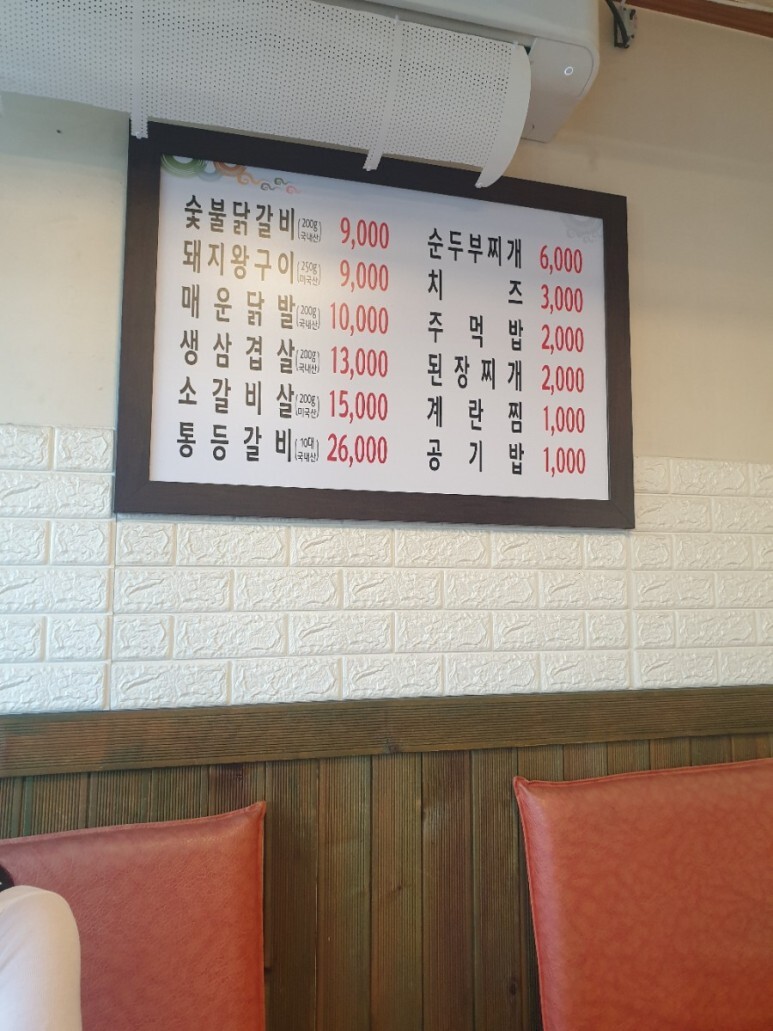 숯불닭갈비(200g 국내산) 9,000
돼지왕구이(250g 미국산) 9,000
매운닭발(200g 국내산) 10,000
생삼겹살(200g 국내산) 13,000
소갈비살(200g 미국산) 15,000
통등갈비(10대 국내산) 26,000
순두부찌개 6,000
치즈 3,000
주먹밥 2,000
된장찌개 2,000
계란찜 1,000
공기밥 1,000